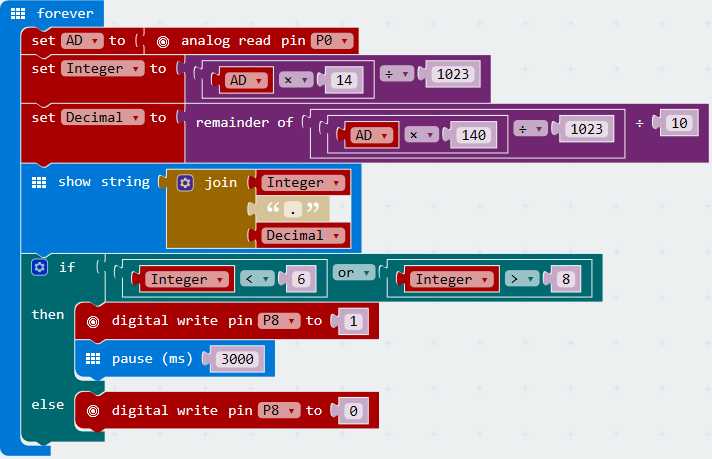 forever
set AD to analog read pin P0
set Integer to AD × 14 ÷ 1023
set Decimal to remainder of AD × 140 ÷ 1023 ÷ 10
show string join Integer
“ . ”
Decimal
if Integer < 6 or Integer > 8
then digital write pin P8 to 1
pause (ms) 3000
else digital write pin P8 to 0